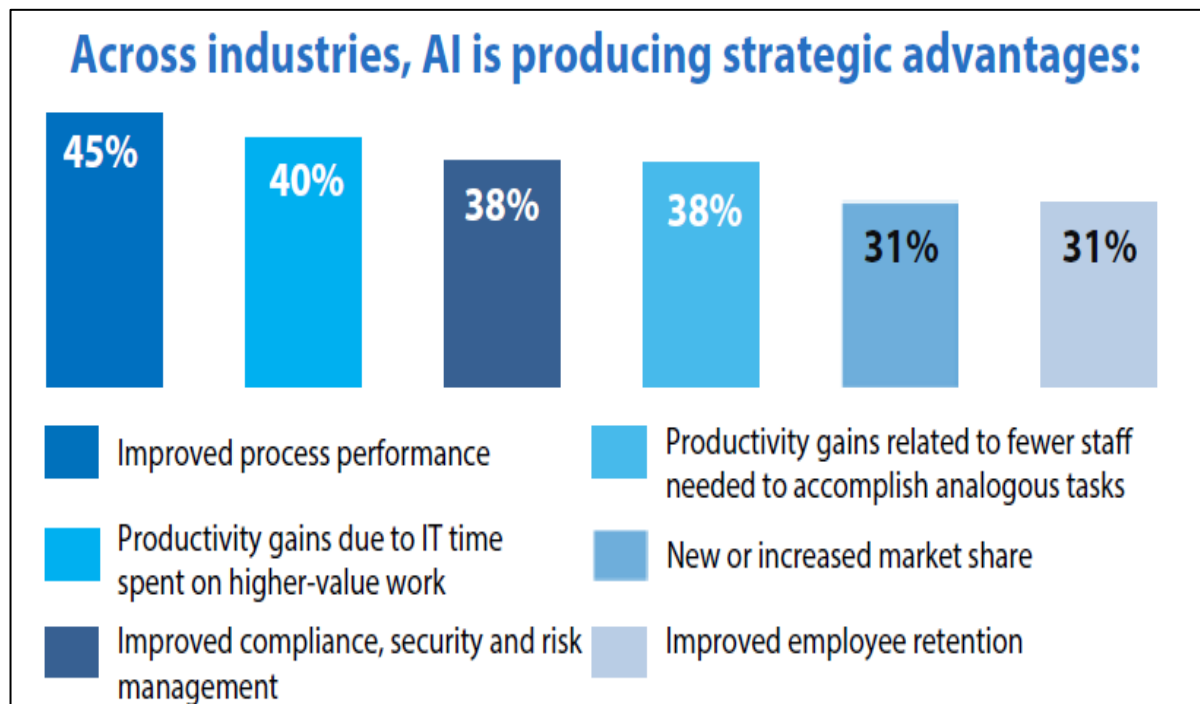 Across industries, AI is producing strategic advantages:
45%
40%
38%
38%
31%
31%
Improved process performance
Productivity gains due to IT time
spent on higher-value work
Improved compliance, security and risk
management
Productivity gains related to fewer staff
needed to accomplish analogous tasks
New or increased market share
Improved employee retention